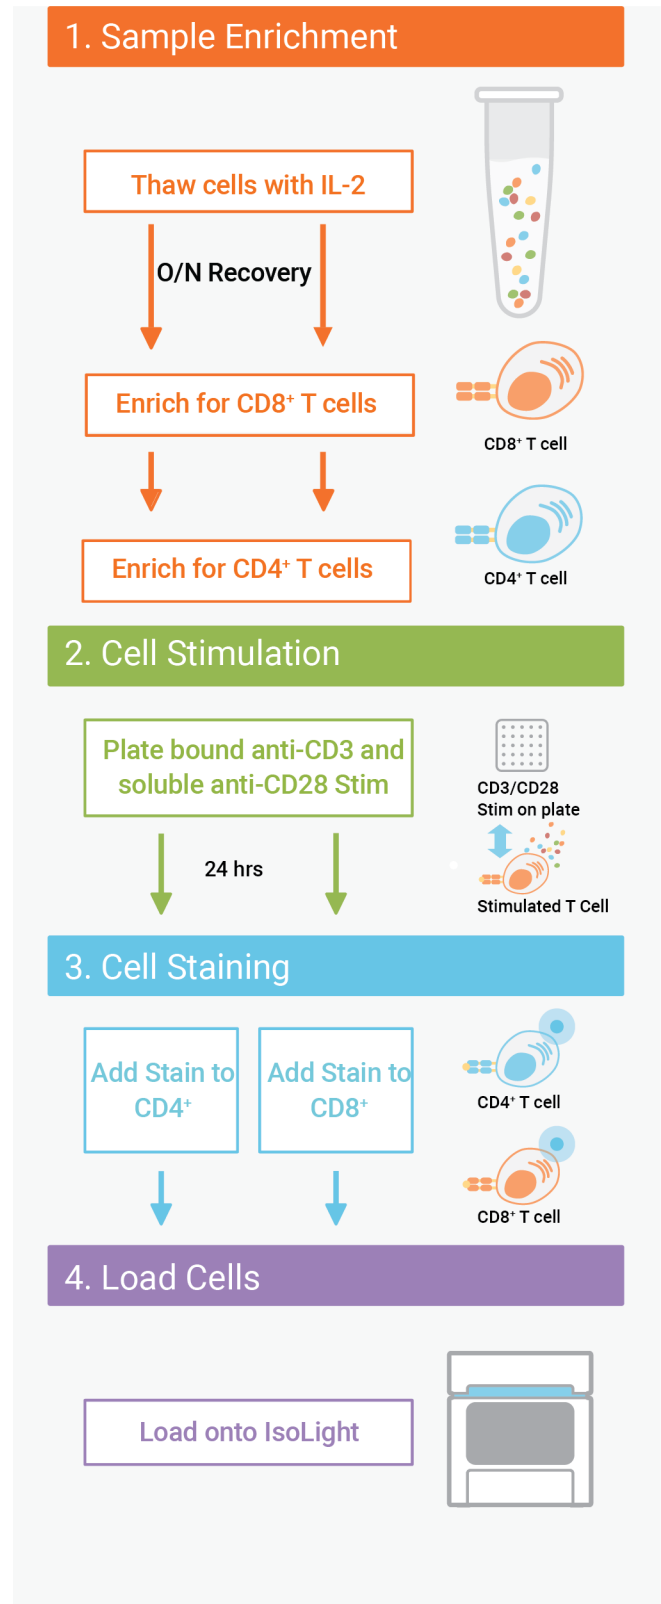 1. Sample Enrichment
Thaw cells with IL-2
O/N Recovery
Enrich for CD8⁺ T cells
CD8⁺ T cell
Enrich for CD4⁺ T cells
CD4⁺ T cell
2. Cell Stimulation
Plate bound anti-CD3 and
soluble anti-CD28 Stim
CD3/CD28
Stim on plate
24 hrs
Stimulated T Cell
3. Cell Staining
Add Stain to
CD4⁺
Add Stain to
CD8⁺
CD4⁺ T cell
CD8⁺ T cell
4. Load Cells
Load onto IsoLight